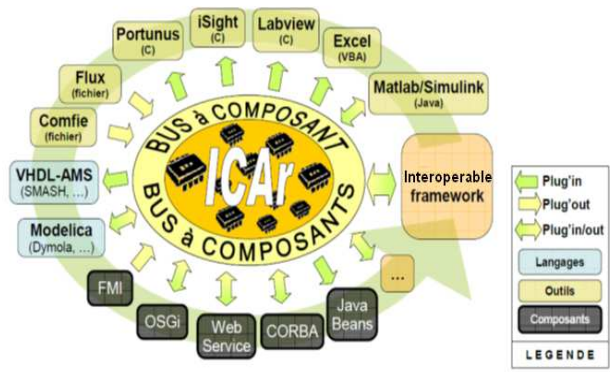 Portunus
(C)
iSight
(C)
Labview
(C)
Excel
(VBA)
Matlab/Simulink
(Java)
Flux
(fichier)
Comfie
(fichier)
VHDL-AMS
(SMASH, ...)
Modelica
(Dymola, ...)
BUS à COMPOSANT
ICAr
BUS à COMPOSANTS
Interoperable
framework
...
FMI
OSGi
Web
Service
CORBA
Java
Beans
Plug'in
Plug'out
Plug'in/out
Langages
Outils
Composants
LEGENDE